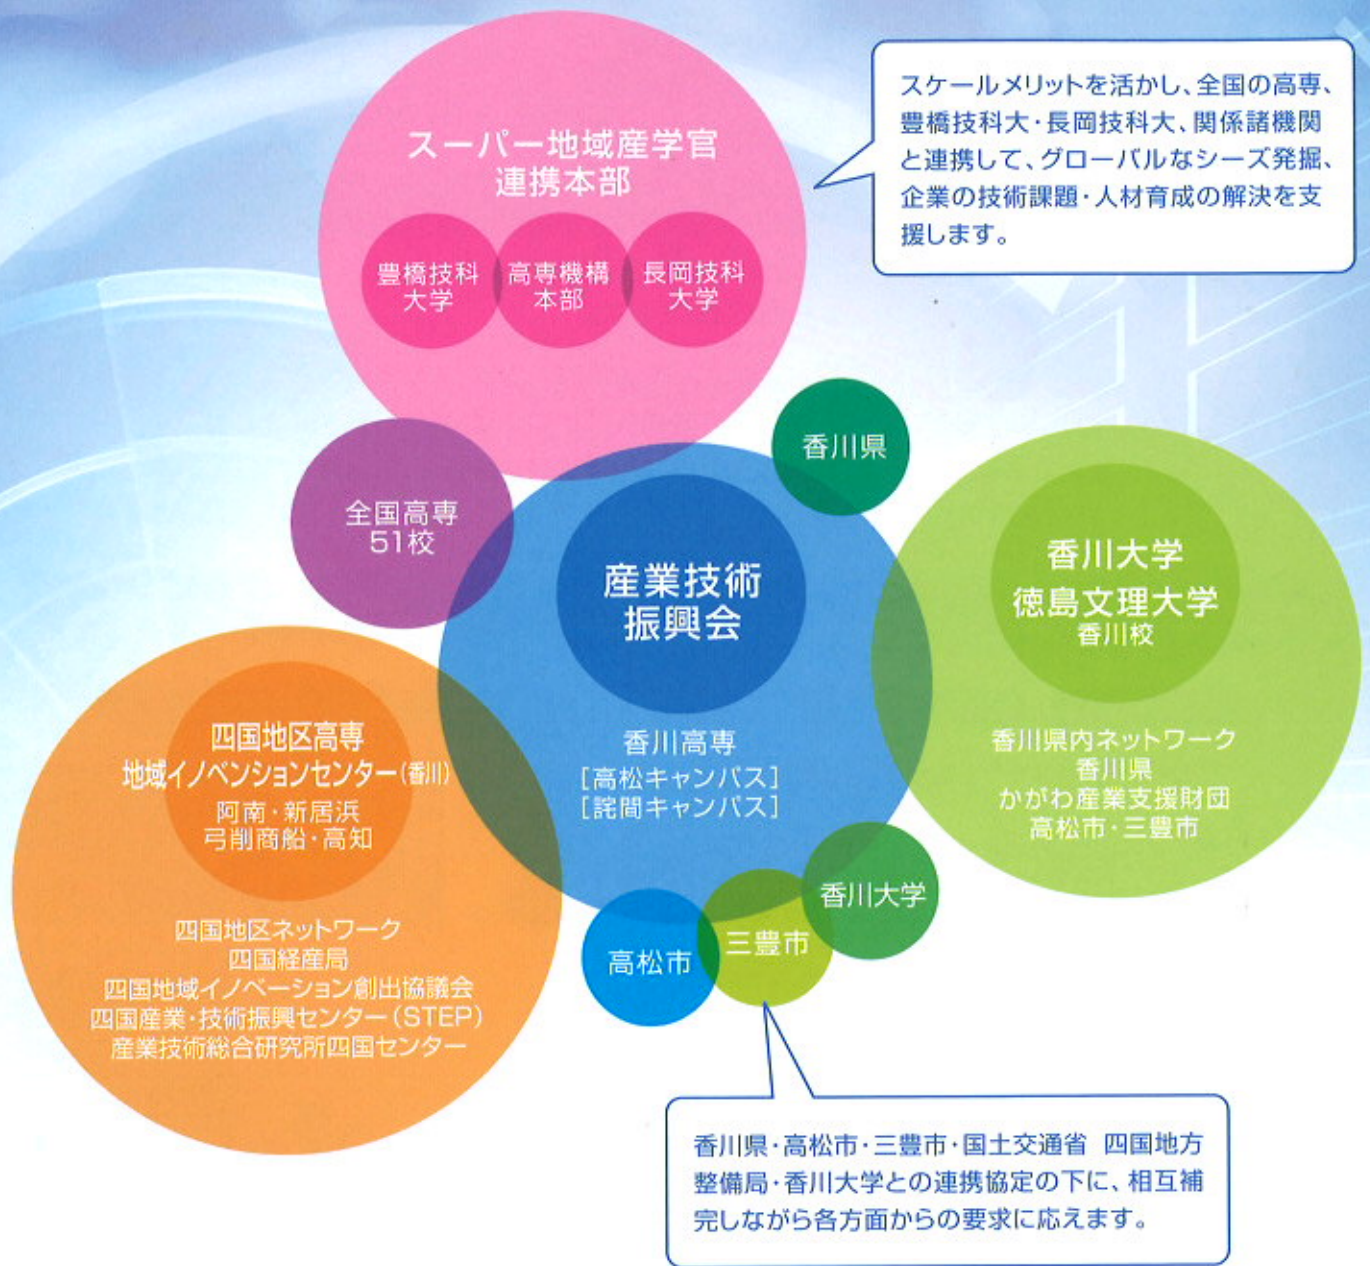 スーパー地域産学官
連携本部
豊橋技科
大学
高専機構
本部
長岡技科
大学
スケールメリットを活かし、全国の高専、
豊橋技科大・長岡技科大、関係諸機関
と連携して、グローバルなシーズ発掘、
企業の技術課題・人材育成の解決を支
援します。
香川県
全国高専
51校
産業技術
振興会
香川高専
[高松キャンパス]
[詫間キャンパス]
香川大学
徳島文理大学
香川校
香川県内ネットワーク
香川県
かがわ産業支援財団
高松市・三豊市
四国地区高専
地域イノベンションセンター(香川)
阿南・新居浜
弓削商船・高知
四国地区ネットワーク
四国経産局
四国地域イノベーション創出協議会
四国産業・技術振興センター(STEP)
産業技術総合研究所四国センター
高松市
三豊市
香川大学
香川県・高松市・三豊市・国土交通省 四国地方
整備局・香川大学との連携協定の下に、相互補
完しながら各方面からの要求に応えます。